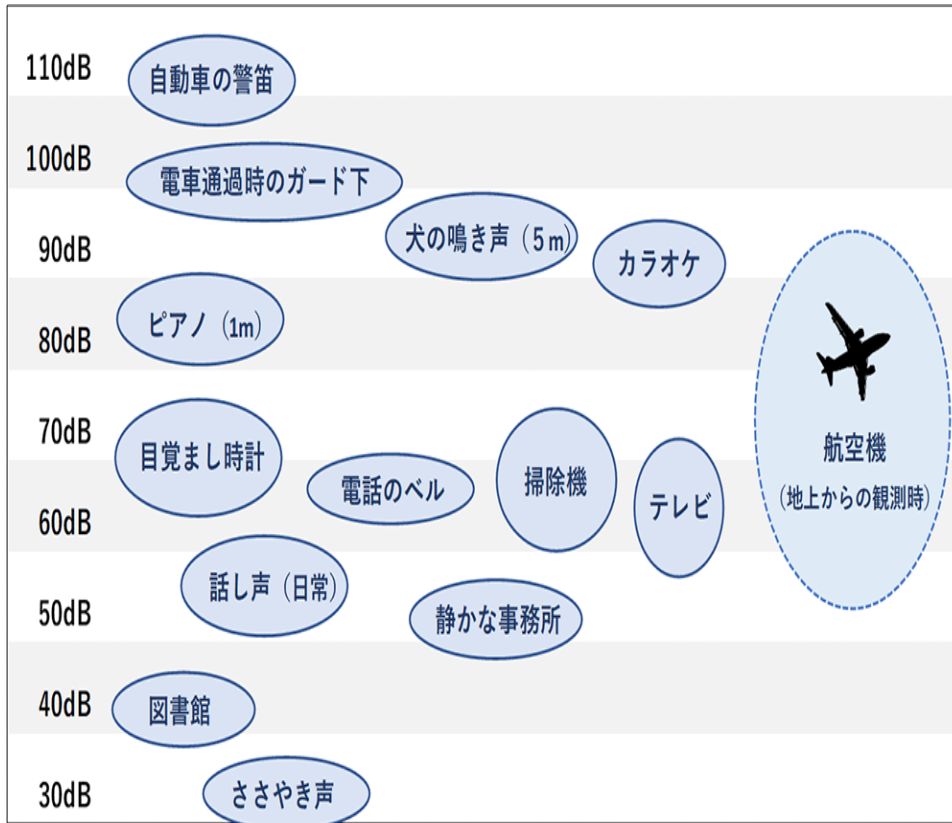 110dB
自動車の警笛
100dB
電車通過時のガード下
90dB
犬の鳴き声（5m）
カラオケ
80dB
ピアノ（1m）
70dB
目覚まし時計
電話のベル
掃除機
テレビ
航空機
（地上からの観測時）
60dB
話し声（日常）
50dB
静かな事務所
40dB
図書館
30dB
ささやき声